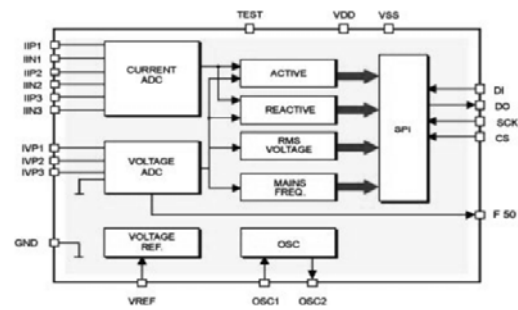 TEST
VDD
VSS
IIP1
IIN1
IIP2
IIN2
IIP3
IIN3
CURRENT
ADC
ACTIVE
REACTIVE
RMS
VOLTAGE
MAINS
FREQ.
SPI
DI
DO
SCK
CS
IVP1
IVP2
IVP3
VOLTAGE
ADC
F 50
GND
VOLTAGE
REF.
OSC
VREF
OSC1
OSC2